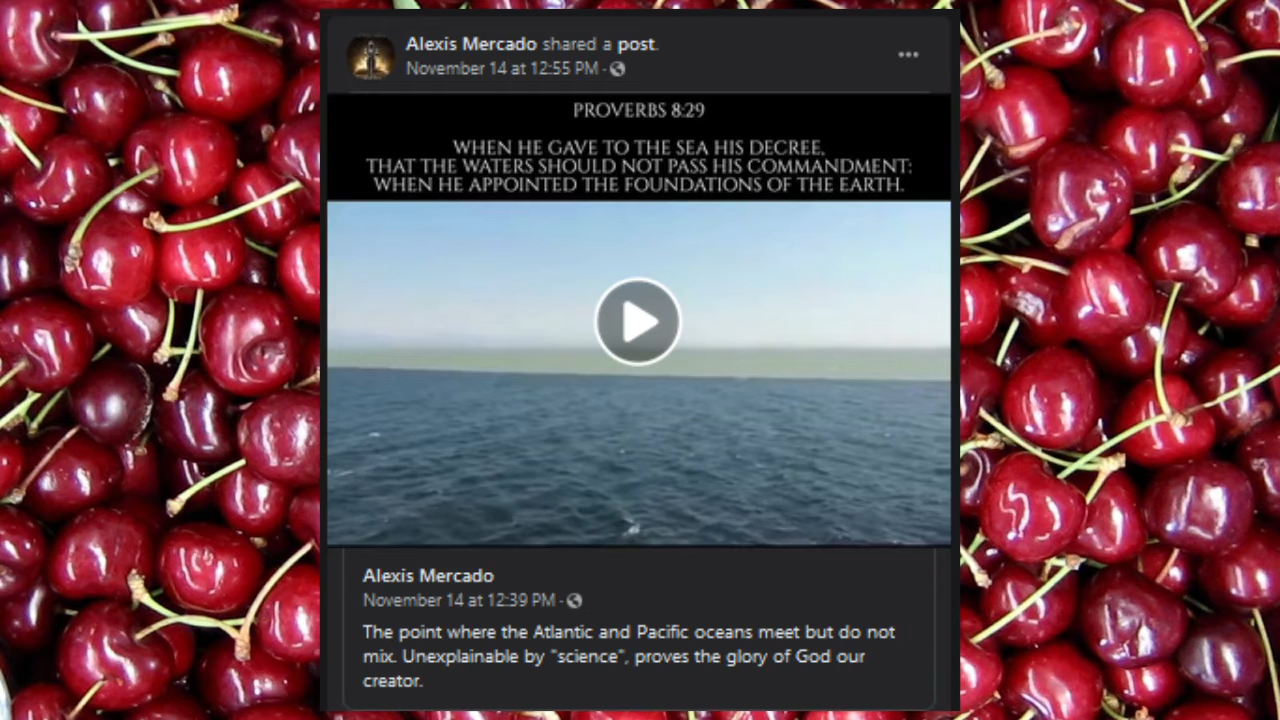 Alexis Mercado shared a post.
November 14 at 12:55 PM ·
PROVERBS 8:29
WHEN HE GAVE TO THE SEA HIS DECREE,
THAT THE WATERS SHOULD NOT PASS HIS COMMANDMENT:
WHEN HE APPOINTED THE FOUNDATIONS OF THE EARTH.
Alexis Mercado
November 14 at 12:39 PM ·
The point where the Atlantic and Pacific oceans meet but do not
mix. Unexplainable by "science", proves the glory of God our
creator.